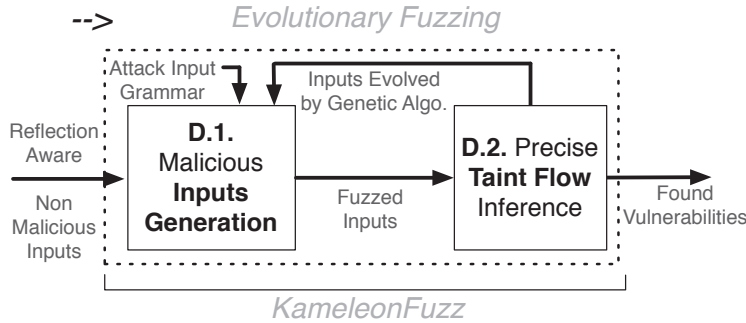 -->
Evolutionary Fuzzing
Attack Input
Grammar
Inputs Evolved
by Genetic Algo.
Reflection
Aware
Non
Malicious
Inputs
D.1.
Malicious
Inputs
Generation
Fuzzed
Inputs
D.2. Precise
Taint Flow
Inference
Found
Vulnerabilities
KameleonFuzz